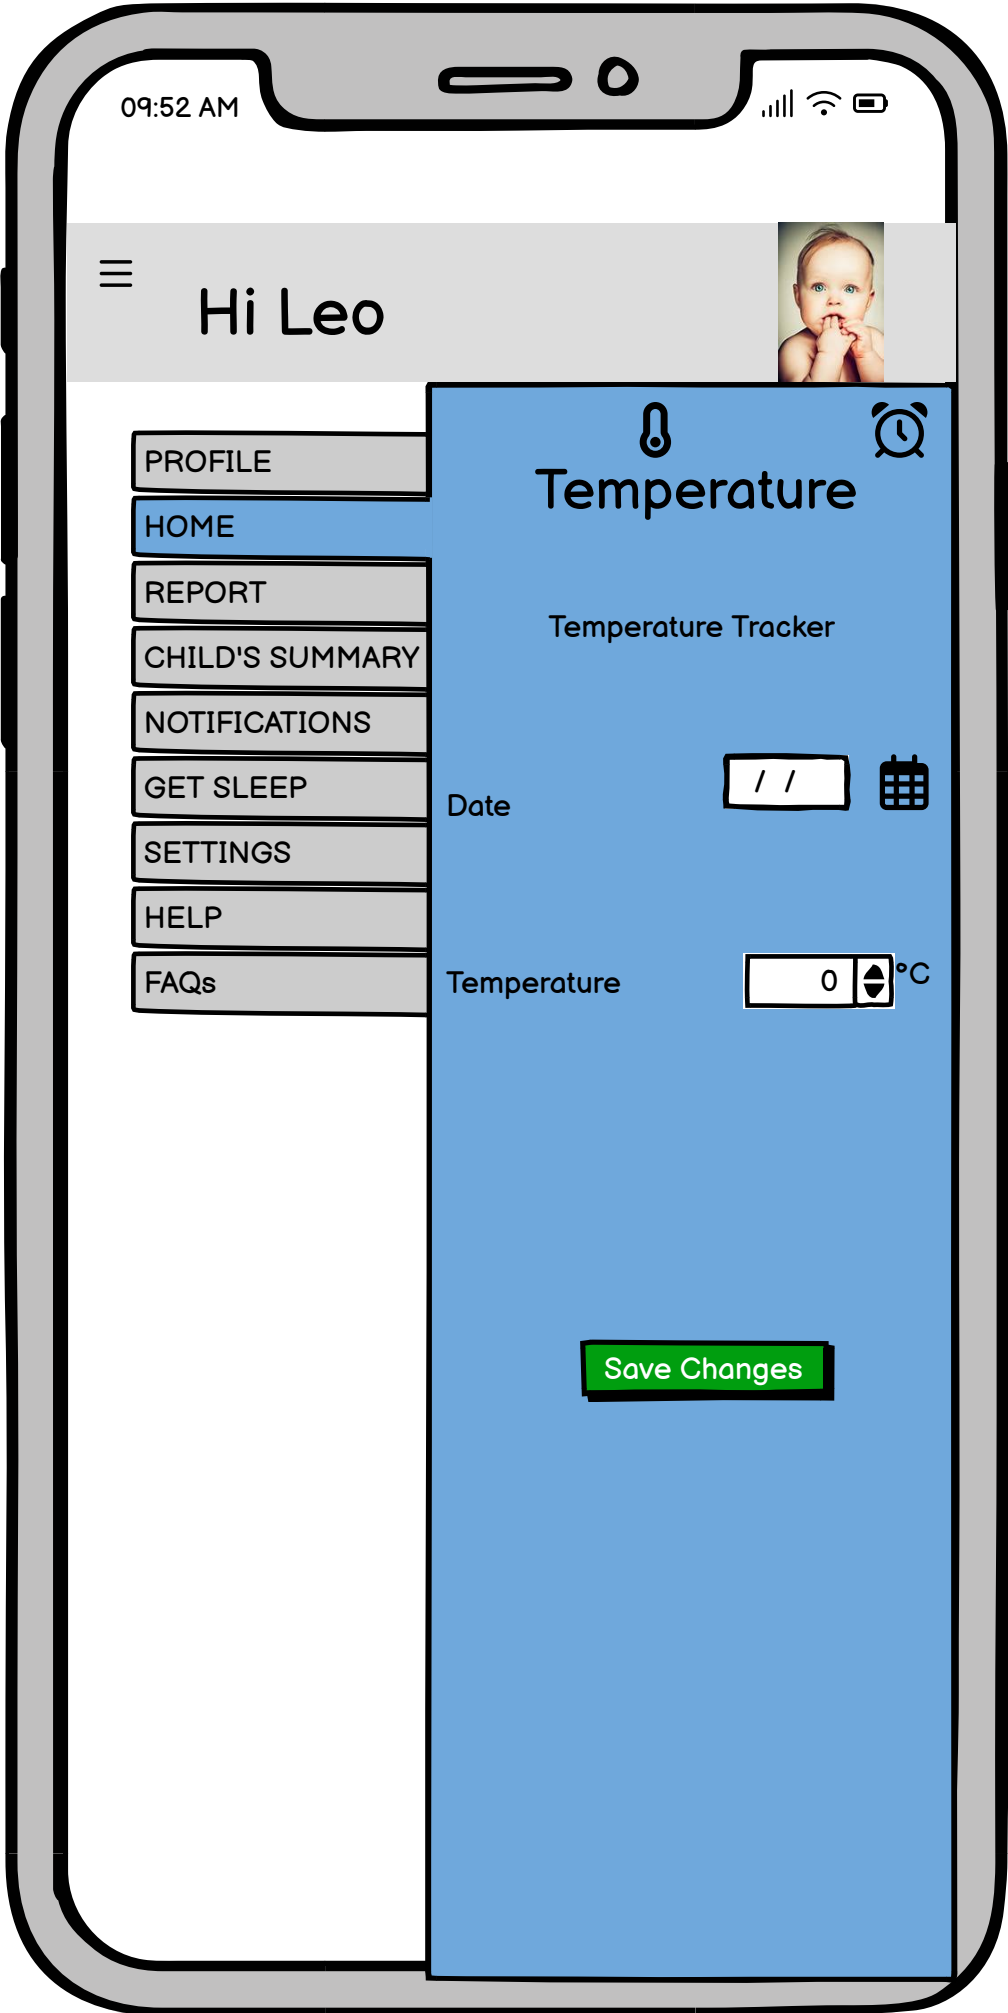 09:52 AM
Hi Leo
PROFILE
HOME
REPORT
CHILD'S SUMMARY
NOTIFICATIONS
GET SLEEP
SETTINGS
HELP
FAQs
Temperature
Temperature Tracker
Date
/ /
Temperature
0
°C
Save Changes